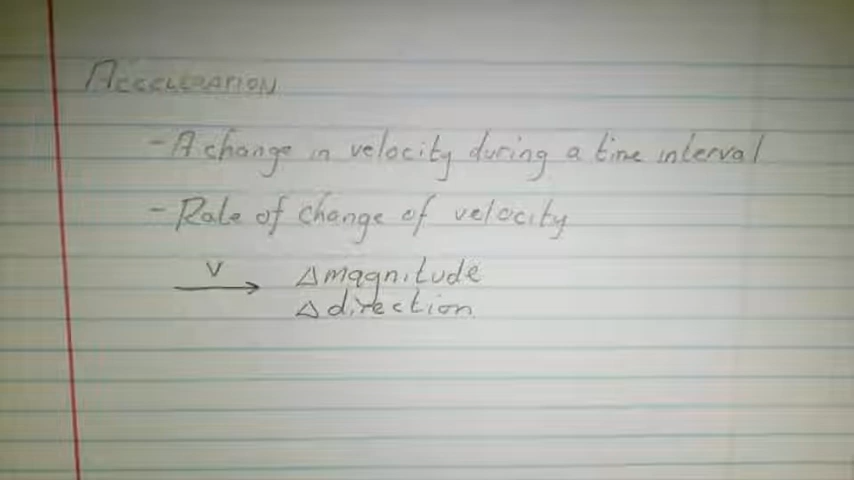 ACCELERATION
- A change in velocity during a time interval
- Rate of change of velocity
V
Δmagnitude
Δdirection